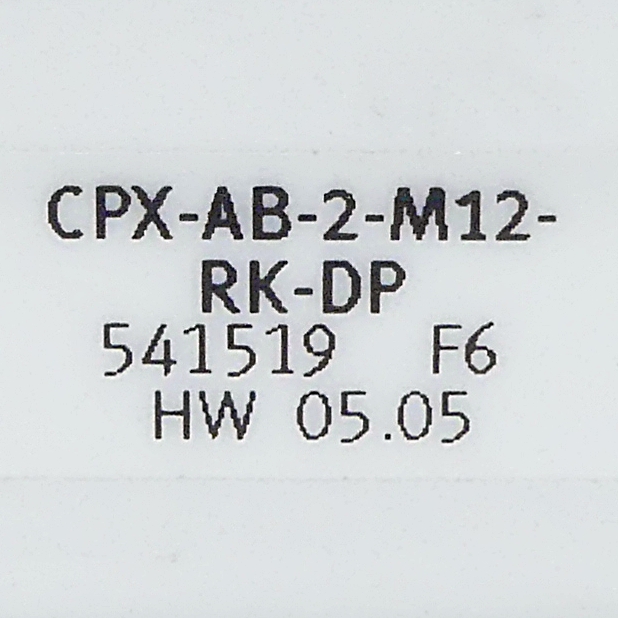 CPX-AB-2-M12-
RK-DP
541519 F6
HW 05.05